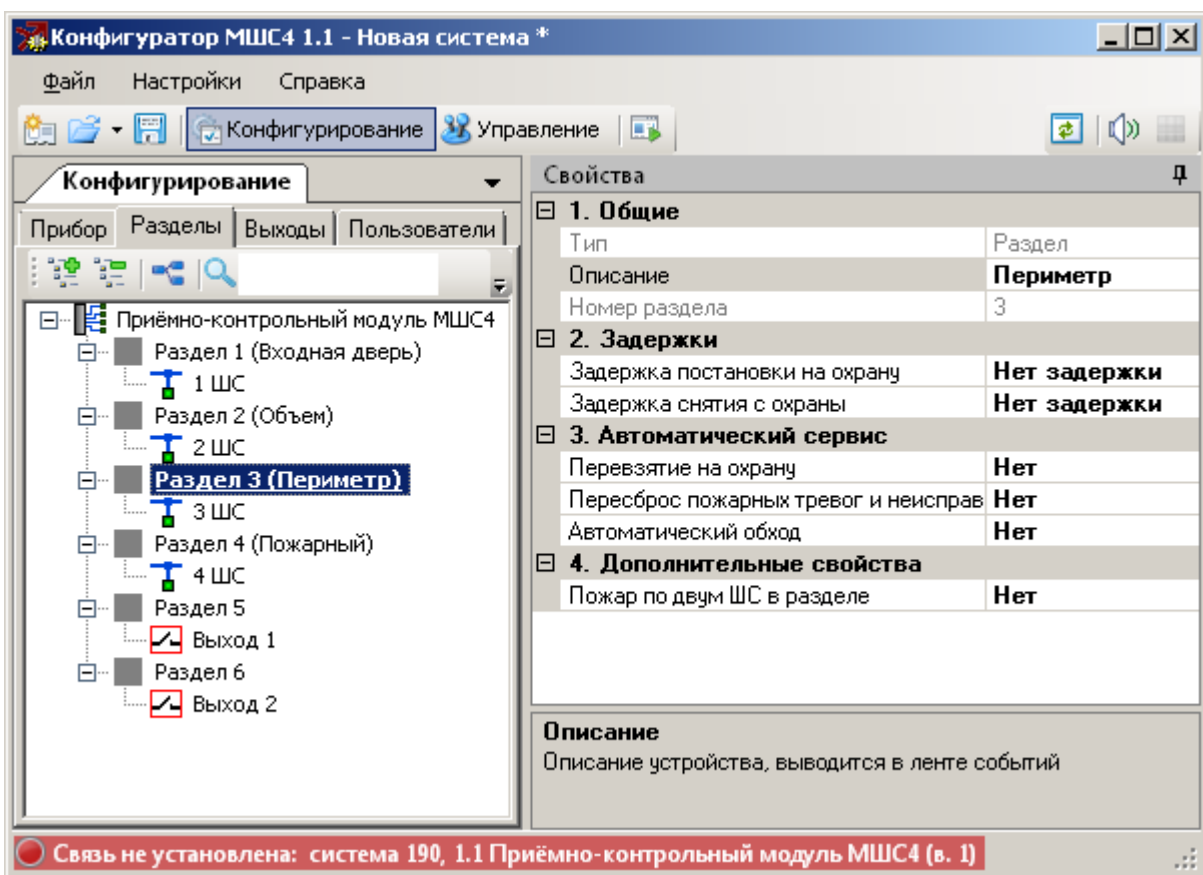 Конфигуратор МШС4 1.1 - Новая система *
Файл Настройки Справка
Конфигурирование Управление
Конфигурирование
Прибор Разделы Выходы Пользователи
Приёмно-контрольный модуль МШС4
Раздел 1 (Входная дверь)
1 ШС
Раздел 2 (Объем)
2 ШС
Раздел 3 (Периметр)
3 ШС
Раздел 4 (Пожарный)
4 ШС
Раздел 5
Выход 1
Раздел 6
Выход 2
Свойства
1. Общие
Тип Раздел
Описание Периметр
Номер раздела 3
2. Задержки
Задержка постановки на охрану Нет задержки
Задержка снятия с охраны Нет задержки
3. Автоматический сервис
Перевзятие на охрану Нет
Пересброс пожарных тревог и неисправ Нет
Автоматический обход Нет
4. Дополнительные свойства
Пожар по двум ШС в разделе Нет
Описание
Описание устройства, выводится в ленте событий
Связь не установлена: система 190, 1.1 Приёмно-контрольный модуль МШС4 (в. 1)